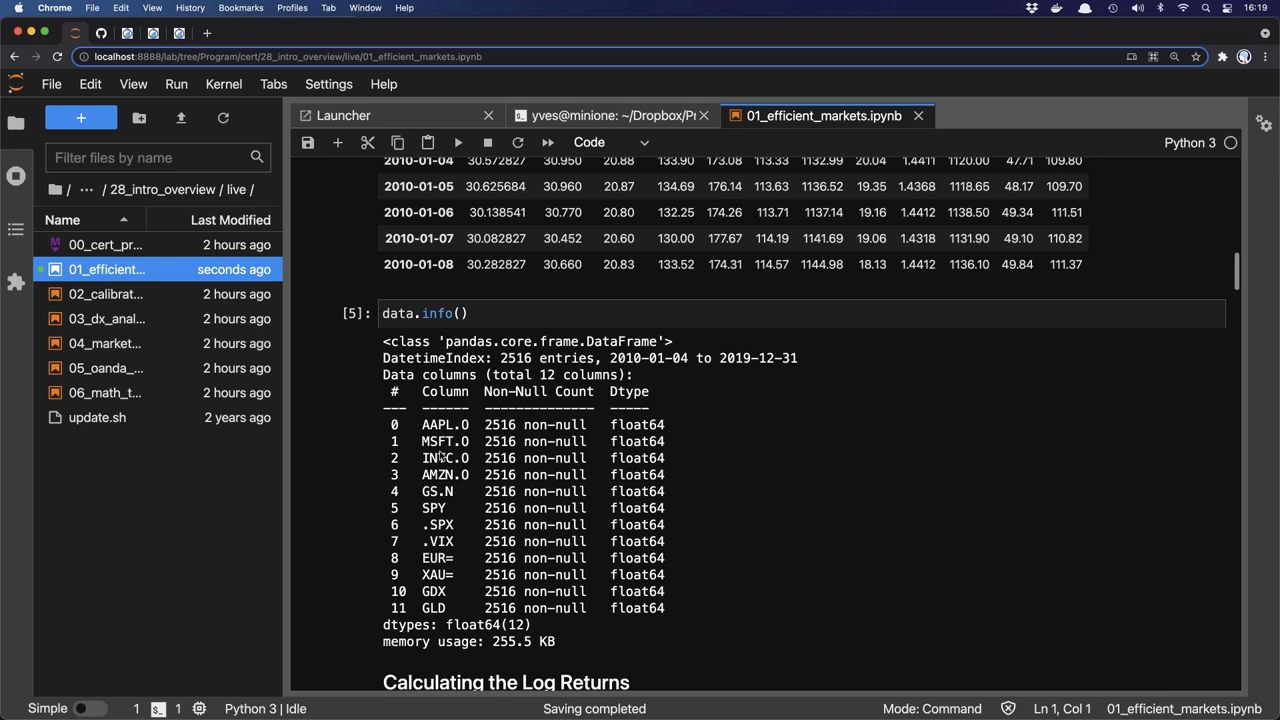 Chrome File Edit View History Bookmarks Profiles Tab Window Help 16:19
localhost:8888/lab/tree/Program/cert/28_intro_overview/live/01_efficient_markets.ipynb
File Edit View Run Kernel Tabs Settings Help
Launcher yves@minione: ~/Dropbox/Pr 01_efficient_markets.ipynb
Code Python 3
Filter files by name
/ ··· / 28_intro_overview / live /
Name Last Modified
00_cert_pr... 2 hours ago
01_efficient... seconds ago
02_calibrat... 2 hours ago
03_dx_anal... 2 hours ago
04_market... 2 hours ago
05_oanda_... 2 hours ago
06_math_t... 2 hours ago
update.sh 2 years ago
2010-01-04 30.572827 30.950 20.88 133.90 173.08 113.33 1132.99 20.04 1.4411 1120.00 47.71 109.80
2010-01-05 30.625684 30.960 20.87 134.69 176.14 113.63 1136.52 19.35 1.4368 1118.65 48.17 109.70
2010-01-06 30.138541 30.770 20.80 132.25 174.26 113.71 1137.14 19.16 1.4412 1138.50 49.34 111.51
2010-01-07 30.082827 30.452 20.60 130.00 177.67 114.19 1141.69 19.06 1.4318 1131.90 49.10 110.82
2010-01-08 30.282827 30.660 20.83 133.52 174.31 114.57 1144.98 18.13 1.4412 1136.10 49.84 111.37
[5]: data.info()
<class 'pandas.core.frame.DataFrame'>
DatetimeIndex: 2516 entries, 2010-01-04 to 2019-12-31
Data columns (total 12 columns):
# Column Non-Null Count Dtype
--- ------ -------------- -----
0 AAPL.O 2516 non-null float64
1 MSFT.O 2516 non-null float64
2 INTC.O 2516 non-null float64
3 AMZN.O 2516 non-null float64
4 GS.N 2516 non-null float64
5 SPY 2516 non-null float64
6 .SPX 2516 non-null float64
7 .VIX 2516 non-null float64
8 EUR= 2516 non-null float64
9 XAU= 2516 non-null float64
10 GDX 2516 non-null float64
11 GLD 2516 non-null float64
dtypes: float64(12)
memory usage: 255.5 KB
Calculating the Log Returns
Simple 1 1 Python 3 | Idle Saving completed Mode: Command Ln 1, Col 1 01_efficient_markets.ipynb